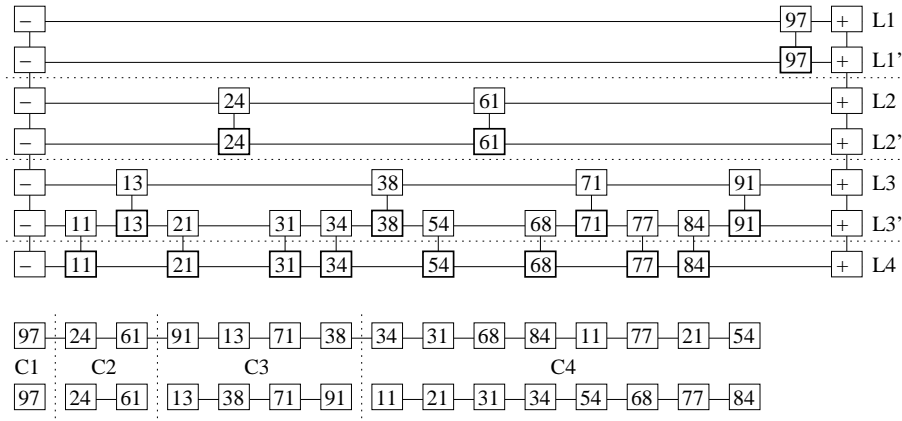 − 97 + L1
− 97 + L1'
− 24 61 + L2
− 24 61 + L2'
− 13 38 71 91 + L3
− 11 13 21 31 34 38 54 68 71 77 84 91 + L3'
− 11 21 31 34 54 68 77 84 + L4
97 24 61 91 13 71 38 34 31 68 84 11 77 21 54
C1 C2 C3 C4
97 24 61 13 38 71 91 11 21 31 34 54 68 77 84